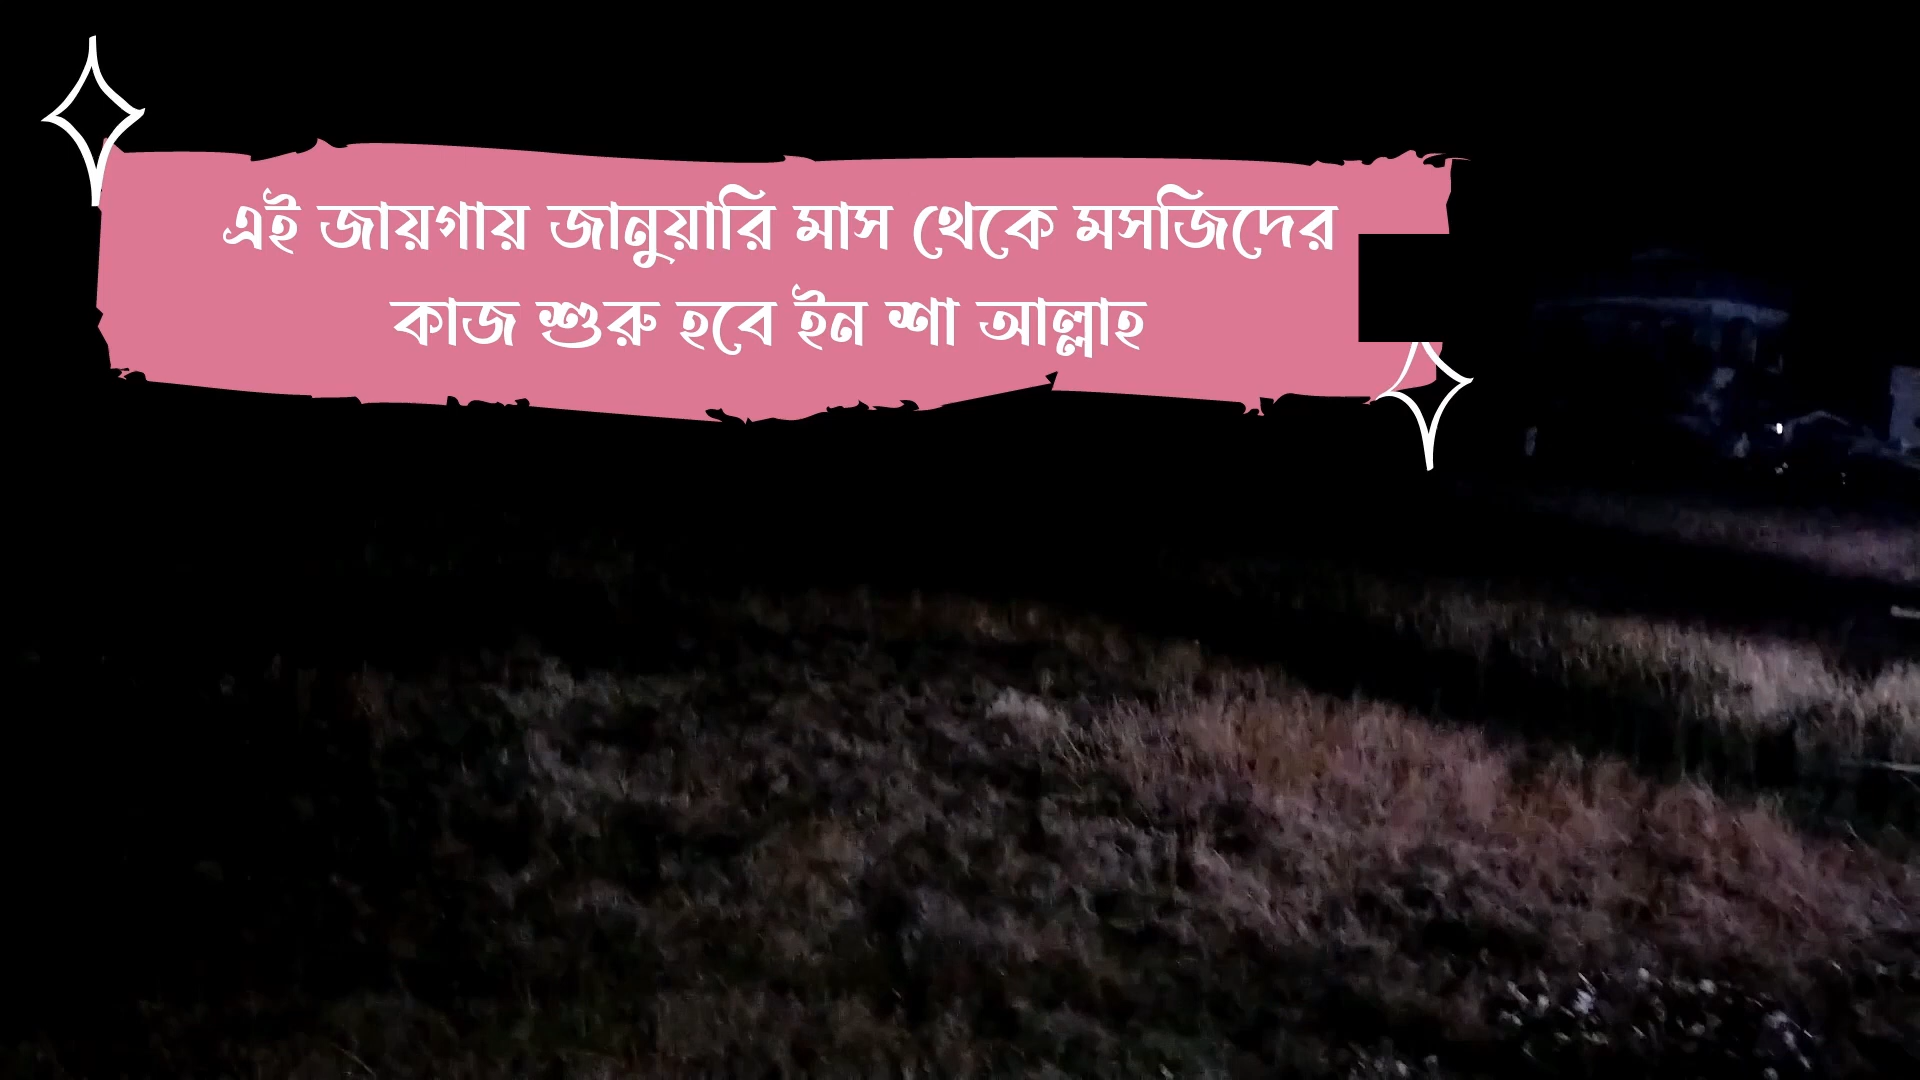 এই জায়গায় জানুয়ারি মাস থেকে মসজিদের
কাজ শুরু হবে ইন শা আল্লাহ